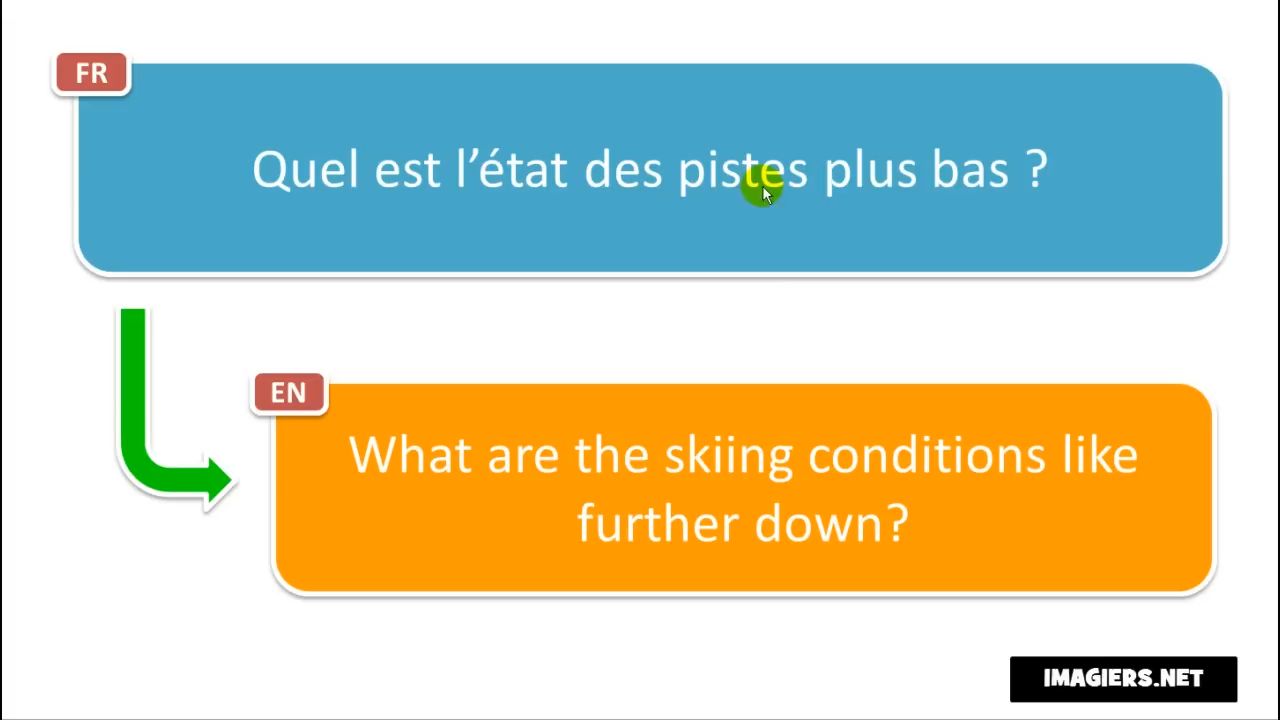 FR
Quel est l’état des pistes plus bas ?
EN
What are the skiing conditions like
further down?
IMAGIERS.NET